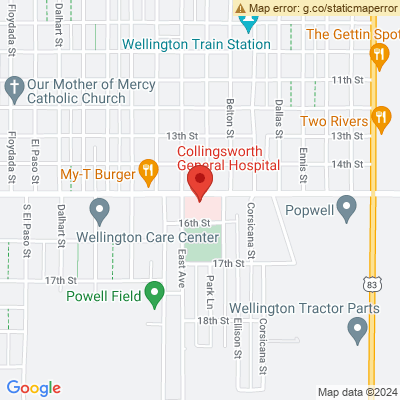 Map error: g.co/staticmaperror
Floydada St
Dalhart St
Wellington Train
Station
The Gettin Spot
11th St
Our Mother of Mercy
Catholic Church
Belton St
Dallas St
Two Rivers
13th St
El Paso St
Floydada St
Collingsworth
General Hospital
14th St
Ennis St
My-T Burger
S El Paso St
Dalhart St
Popwell
16th St
Corsicana St
Wellington Care Center
East Ave
17th St
17th St
83
Powell Field
Park Ln
Wellington Tractor Parts
18th St
Ellison St
Corsicana St
Google
Map data ©2024